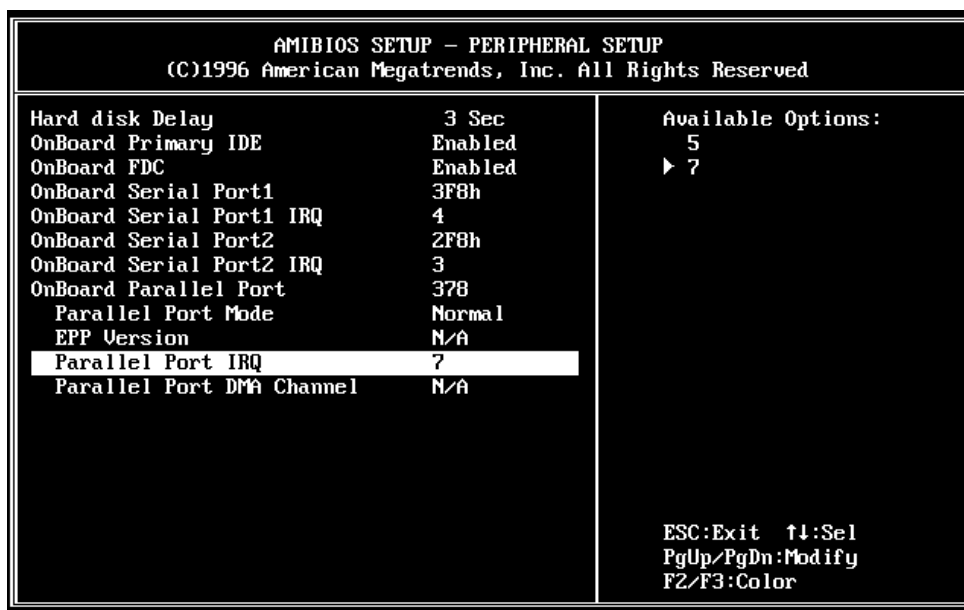 AMIBIOS SETUP – PERIPHERAL SETUP
(C)1996 American Megatrends, Inc. All Rights Reserved
Hard disk Delay 3 Sec
OnBoard Primary IDE Enabled
OnBoard FDC Enabled
OnBoard Serial Port1 3F8h
OnBoard Serial Port1 IRQ 4
OnBoard Serial Port2 2F8h
OnBoard Serial Port2 IRQ 3
OnBoard Parallel Port 378
Parallel Port Mode Normal
EPP Version N/A
Parallel Port IRQ 7
Parallel Port DMA Channel N/A
Available Options:
5
▶ 7
ESC:Exit ↑↓:Sel
PgUp/PgDn:Modify
F2/F3:Color